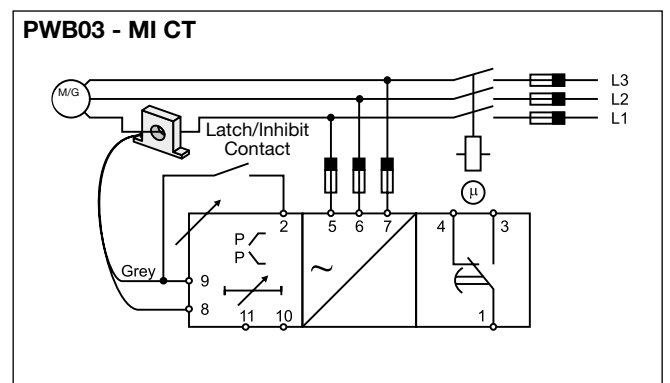 PWB03 - MI CT
M/G
L3
L2
L1
Latch/Inhibit
Contact
µ
2
5
6
7
4
3
P
P
~
Grey
9
8
11
10
1